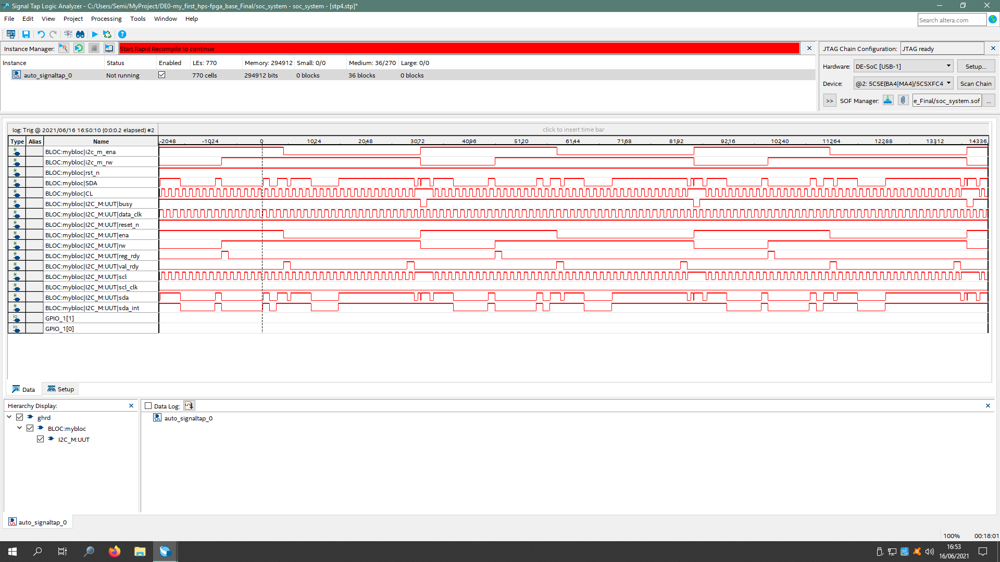 Signal Tap Logic Analyzer - C:/Users/Semi/MyProject/DE0-my_first_hps-fpga_base_Final/soc_system - soc_system - [stp4.stp]*
File Edit View Project Processing Tools Window Help
Search altera.com
Instance Manager: Start Rapid Recompile to continue
Instance Status Enabled LEs: 770 Memory: 294912 Small: 0/0 Medium: 36/270 Large: 0/0
auto_signaltap_0 Not running 770 cells 294912 bits 0 blocks 36 blocks 0 blocks
JTAG Chain Configuration: JTAG ready
Hardware: DE-SoC [USB-1] Setup...
Device: @2: 5CSE(BA4|MA4)/5CSXFC4 Scan Chain
>> SOF Manager: e_Final/soc_system.sof ...
log: Trig @ 2021/06/16 16:50:10 (0:0:0.2 elapsed) #2 click to insert time bar
Type Alias Name -2048 -1024 0 1024 2048 3072 4096 5120 6144 7168 8192 9216 10240 11264 12288 13312 14336
BLOC:mybloc|i2c_m_ena
BLOC:mybloc|i2c_m_rw
BLOC:mybloc|rst_n
BLOC:mybloc|SDA
BLOC:mybloc|CL
BLOC:mybloc|I2C_M:UUT|busy
BLOC:mybloc|I2C_M:UUT|data_clk
BLOC:mybloc|I2C_M:UUT|reset_n
BLOC:mybloc|I2C_M:UUT|ena
BLOC:mybloc|I2C_M:UUT|rw
BLOC:mybloc|I2C_M:UUT|reg_rdy
BLOC:mybloc|I2C_M:UUT|val_rdy
BLOC:mybloc|I2C_M:UUT|scl
BLOC:mybloc|I2C_M:UUT|scl_clk
BLOC:mybloc|I2C_M:UUT|sda
BLOC:mybloc|I2C_M:UUT|sda_int
GPIO_1[1]
GPIO_1[0]
Data Setup
Hierarchy Display:
ghrd
BLOC:mybloc
I2C_M:UUT
Data Log:
auto_signaltap_0
auto_signaltap_0
100% 00:18:01
16:53
16/06/2021